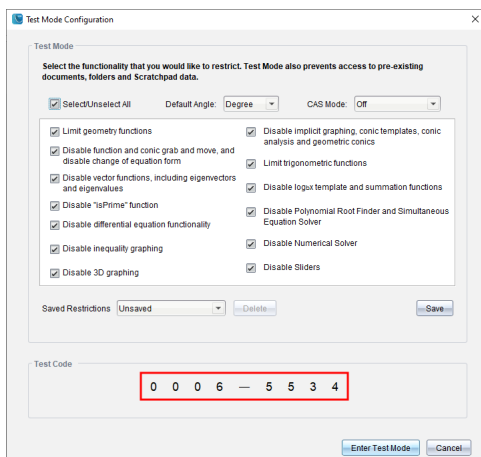 Test Mode Configuration
Test Mode
Select the functionality that you would like to restrict. Test Mode also prevents access to pre-existing
documents, folders and Scratchpad data.
Select/Unselect All Default Angle: Degree CAS Mode: Off
Limit geometry functions
Disable function and conic grab and move, and
disable change of equation form
Disable vector functions, including eigenvectors
and eigenvalues
Disable "isPrime" function
Disable differential equation functionality
Disable inequality graphing
Disable 3D graphing
Disable implicit graphing, conic templates, conic
analysis and geometric conics
Limit trigonometric functions
Disable logux template and summation functions
Disable Polynomial Root Finder and Simultaneous
Equation Solver
Disable Numerical Solver
Disable Sliders
Saved Restrictions Unsaved Delete Save
Test Code
0 0 0 6 — 5 5 3 4
Enter Test Mode Cancel